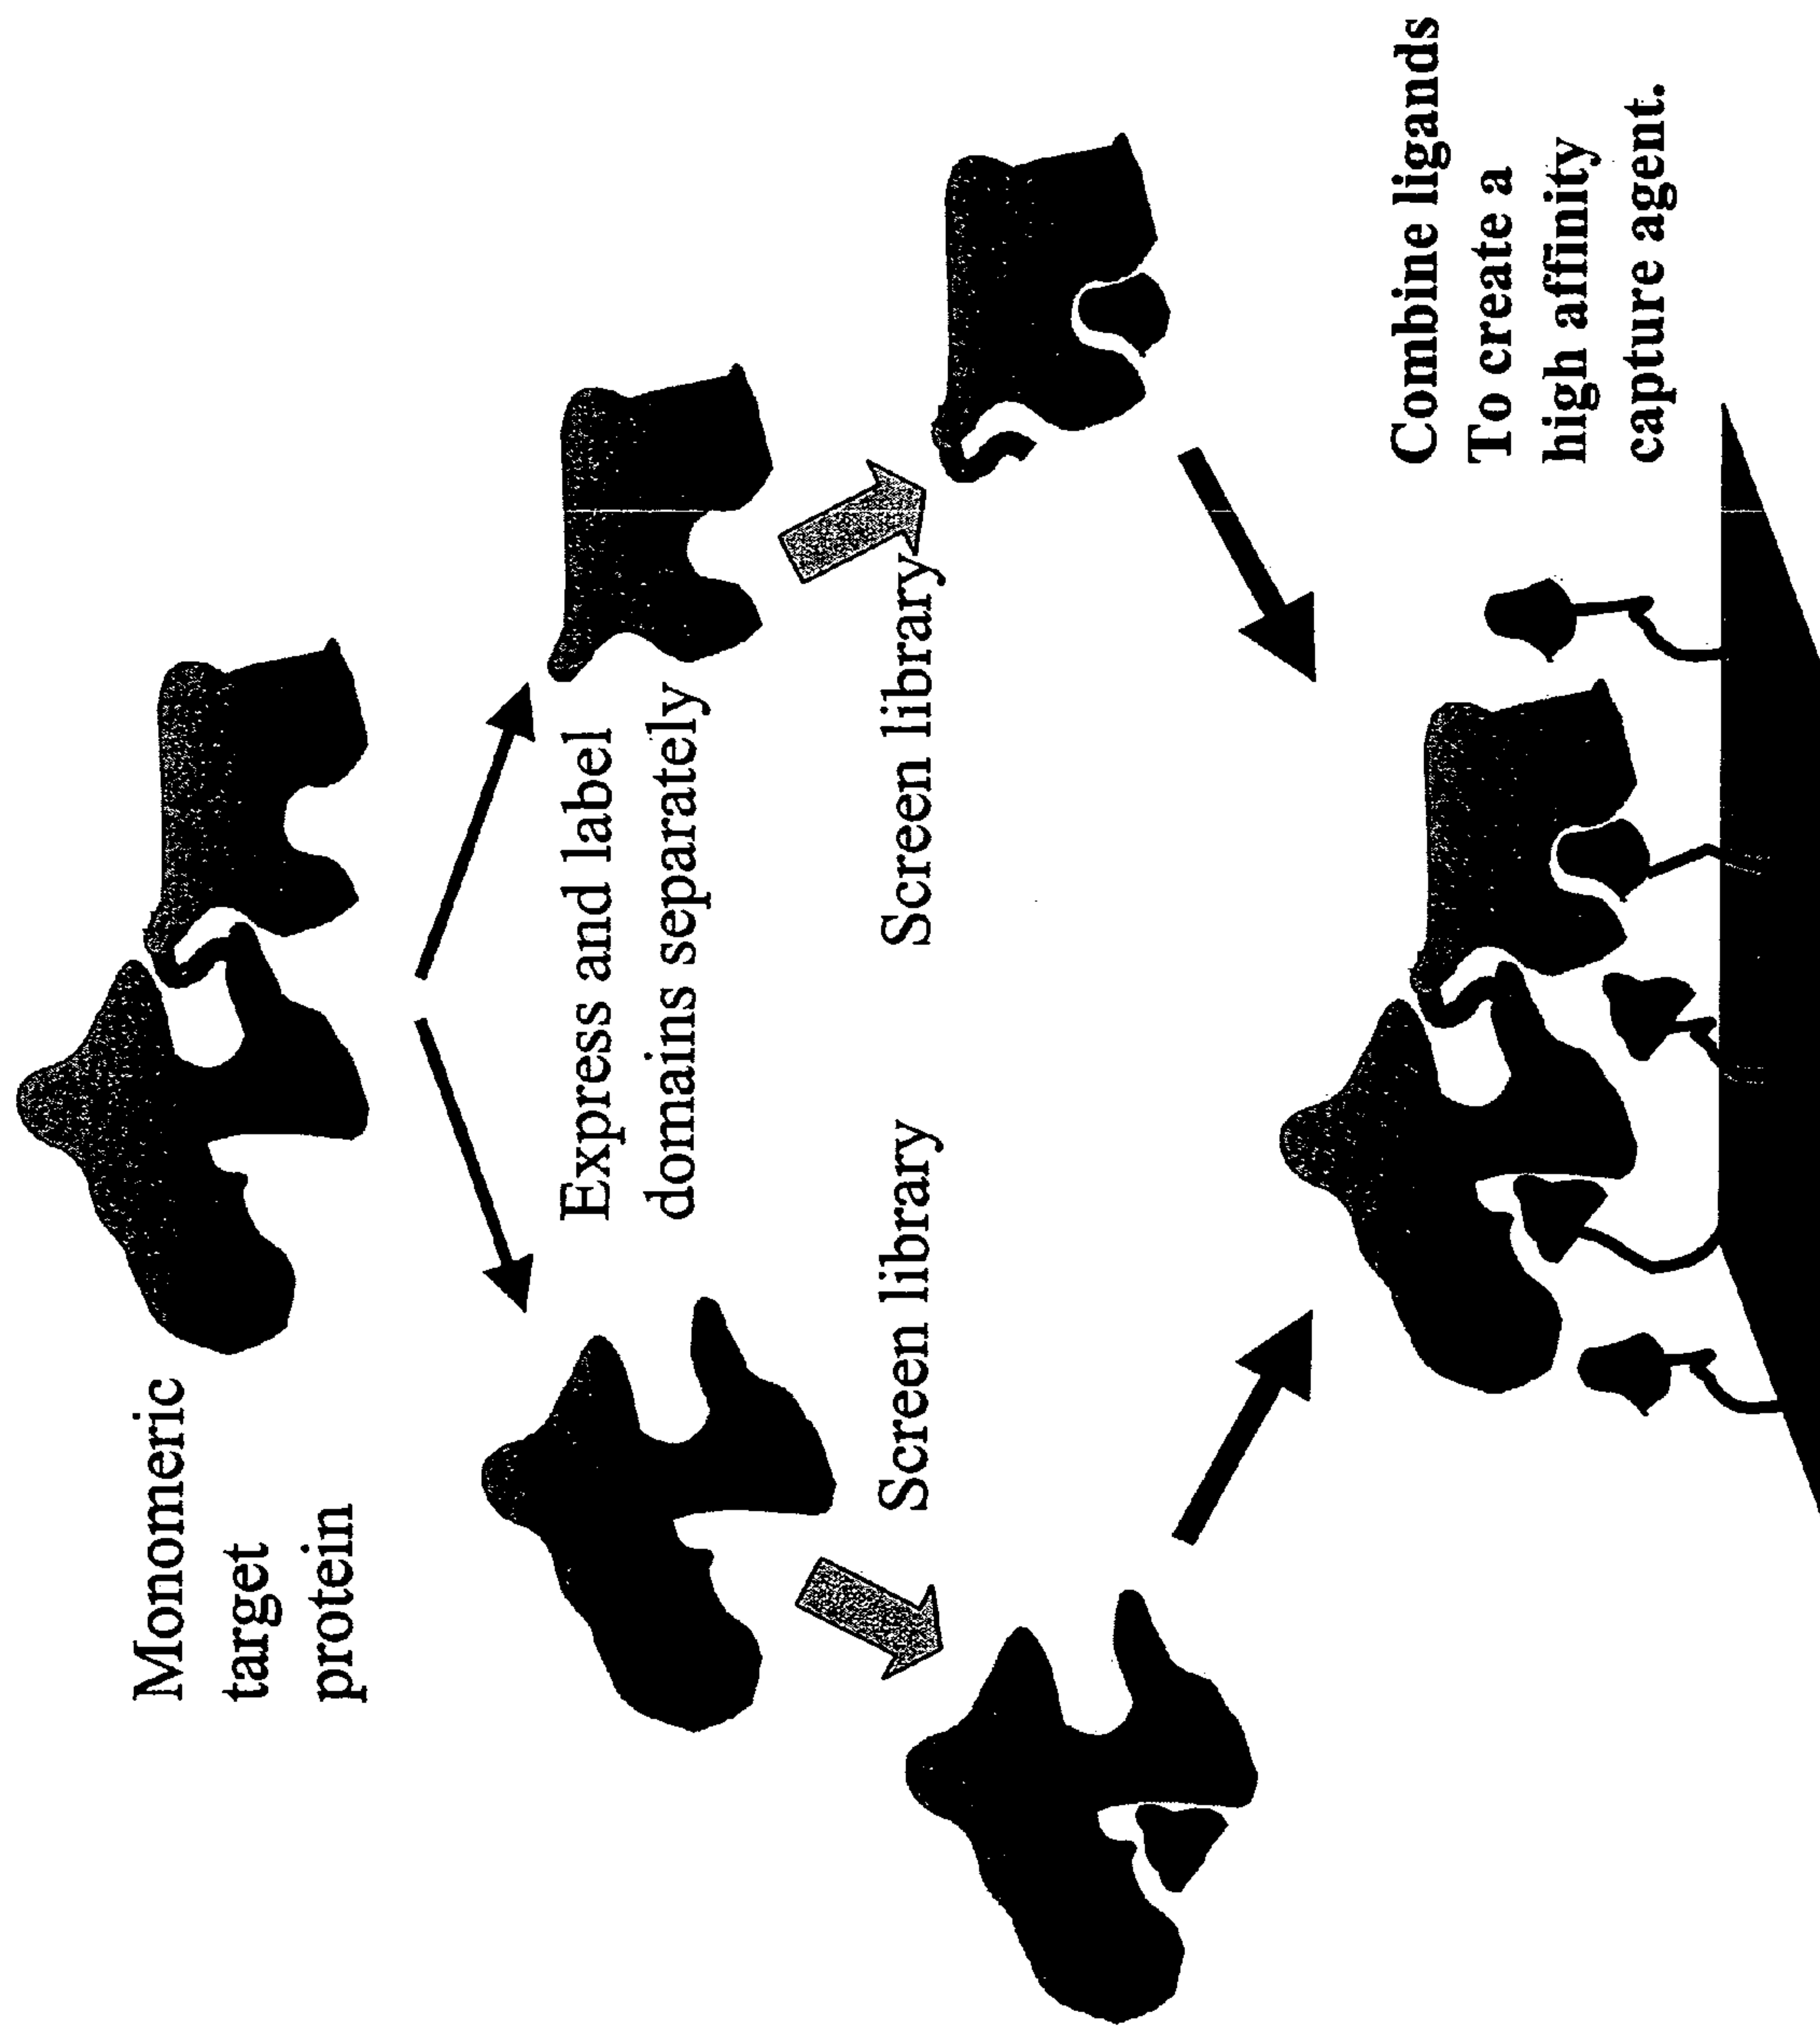 Monomeric
target
protein
Express and label
domains separately
Screen library
Screen library
Combine ligands
To create a
high affinity
capture agent.